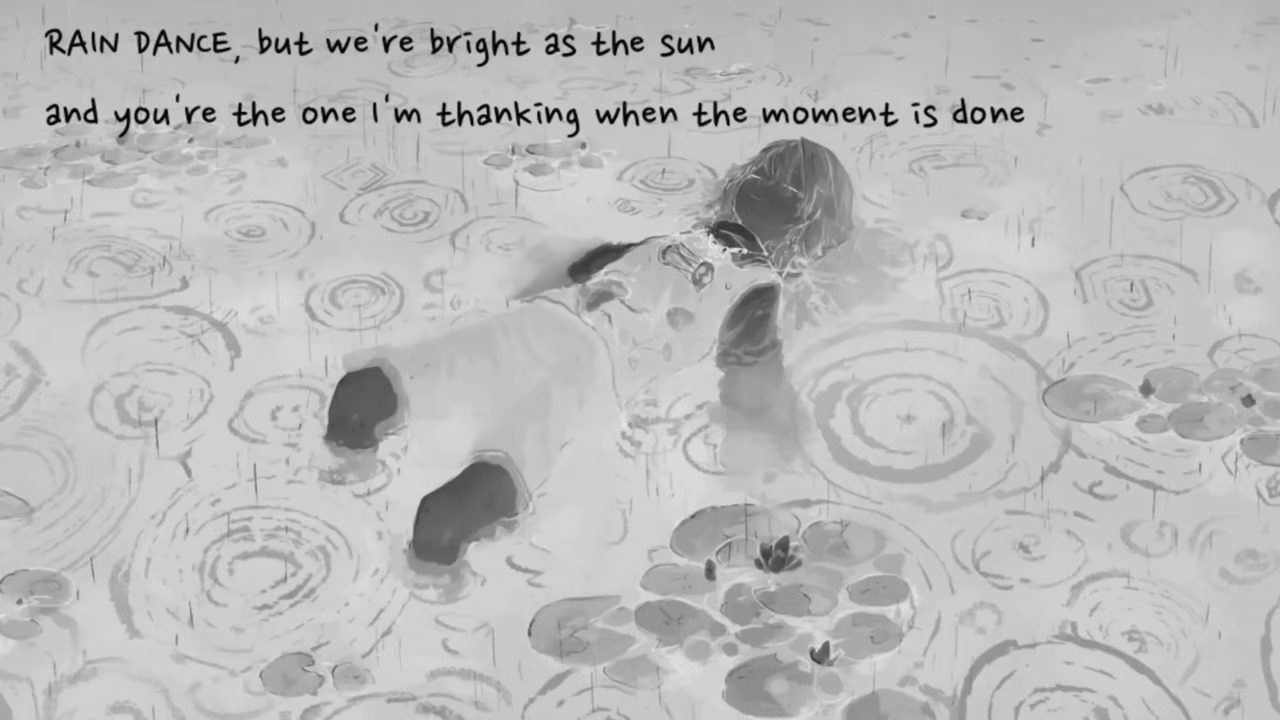 RAIN DANCE, but we're bright as the sun
and you're the one I'm thanking when the moment is done